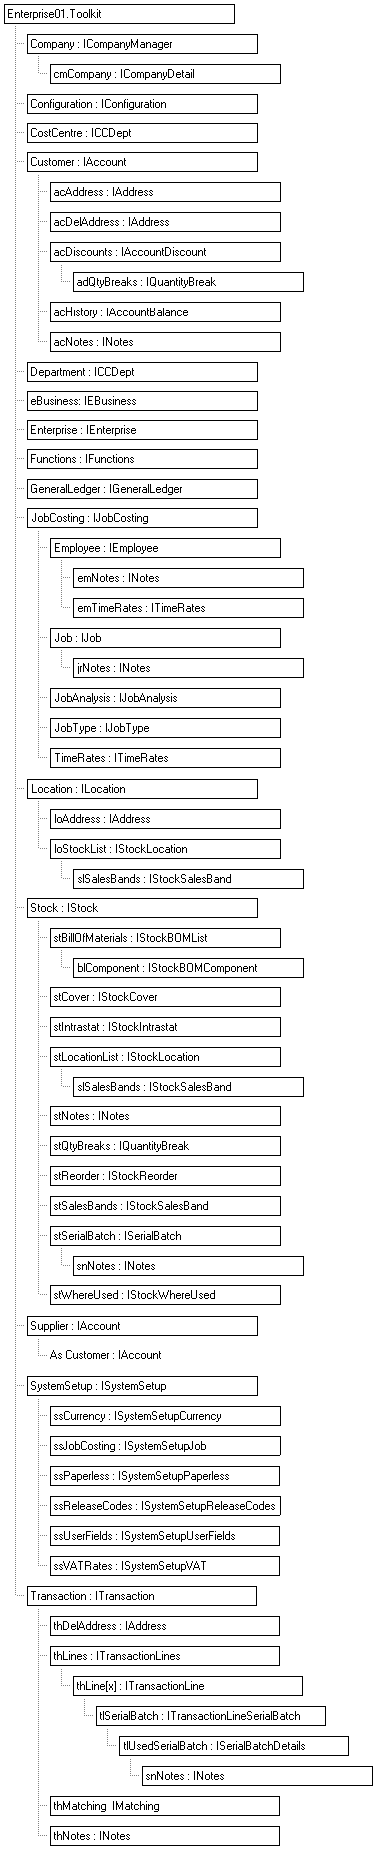 Enterprise01.Toolkit
Company : ICompanyManager
cmCompany : ICompanyDetail
Configuration : IConfiguration
CostCentre : ICCDept
Customer : IAccount
acAddress : IAddress
acDelAddress : IAddress
acDiscounts : IAccountDiscount
adQtyBreaks : IQuantityBreak
acHistory : IAccountBalance
acNotes : INotes
Department : ICCDept
eBusiness: IEBusiness
Enterprise : IEnterprise
Functions : IFunctions
GeneralLedger : IGeneralLedger
JobCosting : IJobCosting
Employee : IEmployee
emNotes : INotes
emTimeRates : ITimeRates
Job : IJob
jrNotes : INotes
JobAnalysis : IJobAnalysis
JobType : IJobType
TimeRates : ITimeRates
Location : ILocation
loAddress : IAddress
loStockList : IStockLocation
slSalesBands : IStockSalesBand
Stock : IStock
stBillOfMaterials : IStockBOMList
blComponent : IStockBOMComponent
stCover : IStockCover
stIntrastat : IStockIntrastat
stLocationList : IStockLocation
slSalesBands : IStockSalesBand
stNotes : INotes
stQtyBreaks : IQuantityBreak
stReorder : IStockReorder
stSalesBands : IStockSalesBand
stSerialBatch : ISerialBatch
snNotes : INotes
stWhereUsed : IStockWhereUsed
Supplier : IAccount
As Customer : IAccount
SystemSetup : ISystemSetup
ssCurrency : ISystemSetupCurrency
ssJobCosting : ISystemSetupJob
ssPaperless : ISystemSetupPaperless
ssReleaseCodes : ISystemSetupReleaseCodes
ssUserFields : ISystemSetupUserFields
ssVATRates : ISystemSetupVAT
Transaction : ITransaction
thDelAddress : IAddress
thLines : ITransactionLines
thLine[x] : ITransactionLine
tlSerialBatch : ITransactionLineSerialBatch
tlUsedSerialBatch : ISerialBatchDetails
snNotes : INotes
thMatching IMatching
thNotes : INotes